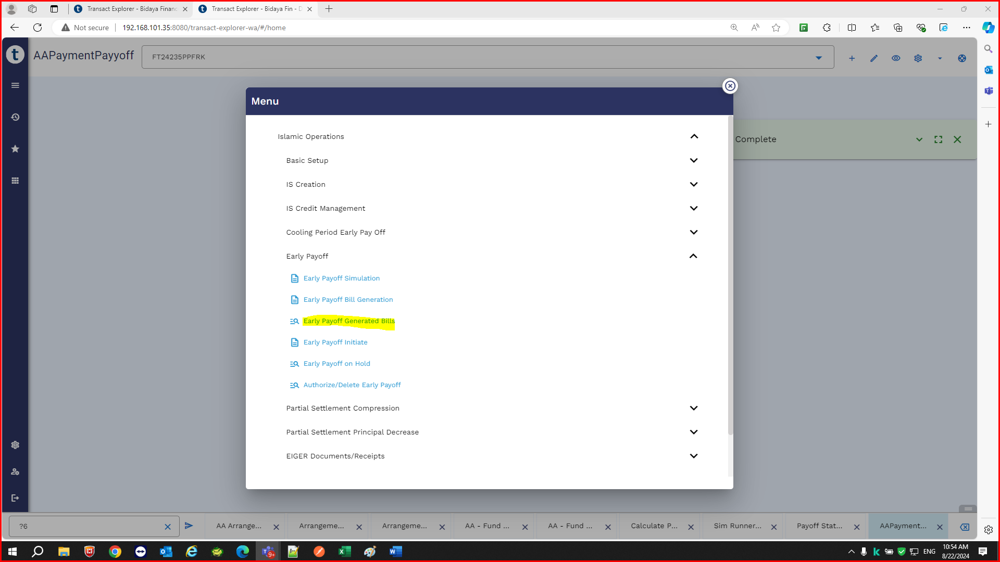 Transact Explorer - Bidaya Financ
Transact Explorer - Bidaya Fin - D
Not secure
192.168.101.35:8080/transact-explorer-wa/#/home
t
AAPaymentPayyoff
FT24235PPFRK
Menu
Islamic Operations
Complete
Basic Setup
IS Creation
IS Credit Management
Cooling Period Early Pay Off
Early Payoff
Early Payoff Simulation
Early Payoff Bill Generation
Early Payoff Generated Bills
Early Payoff Initiate
Early Payoff on Hold
Authorize/Delete Early Payoff
Partial Settlement Compression
Partial Settlement Principal Decrease
EIGER Documents/Receipts
?6
AA Arrange...
Arrangeme...
Arrangeme...
AA - Fund ...
AA - Fund ...
Calculate P...
Sim Runner...
Payoff Stat...
AAPayment...
9+
ENG
10:54 AM
8/22/2024